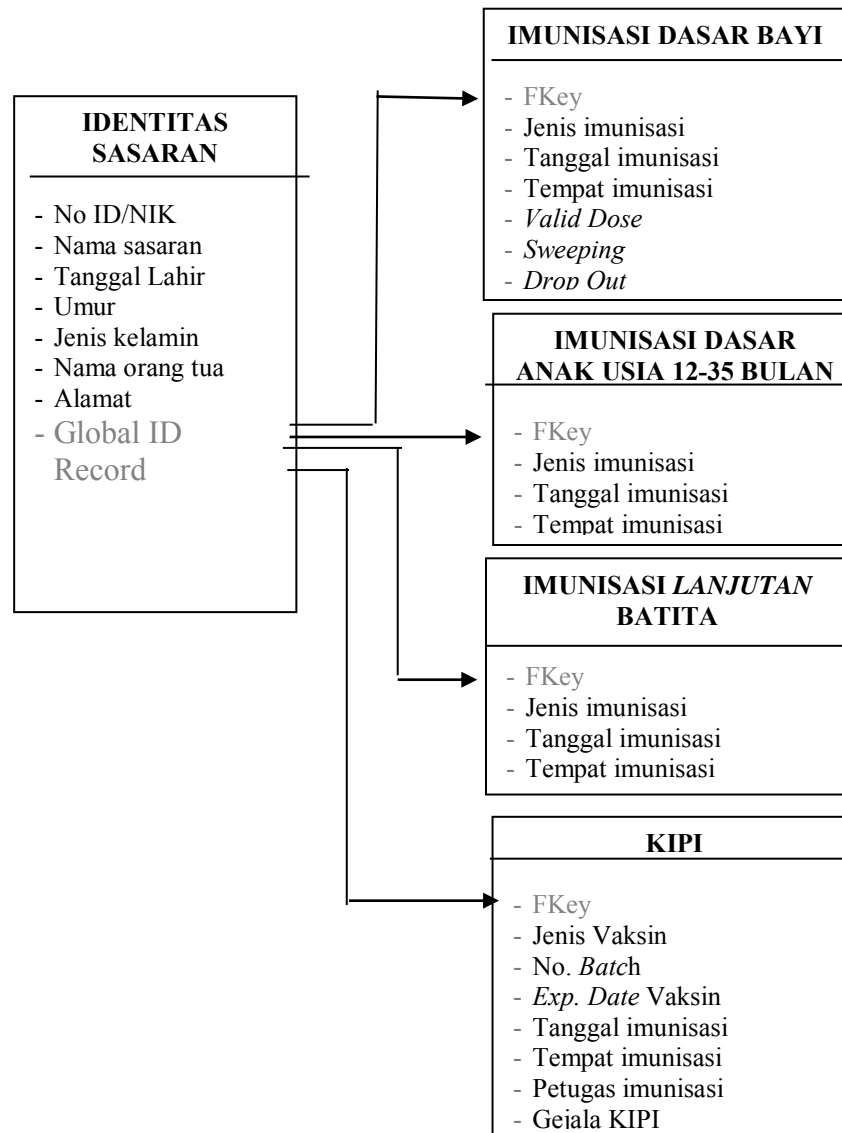 IDENTITAS
SASARAN
- No ID/NIK
- Nama sasaran
- Tanggal Lahir
- Umur
- Jenis kelamin
- Nama orang tua
- Alamat
- Global ID
Record
IMUNISASI DASAR BAYI
- FKey
- Jenis imunisasi
- Tanggal imunisasi
- Tempat imunisasi
- Valid Dose
- Sweeping
- Drop Out
IMUNISASI DASAR
ANAK USIA 12-35 BULAN
- FKey
- Jenis imunisasi
- Tanggal imunisasi
- Tempat imunisasi
IMUNISASI LANJUTAN
BATITA
- FKey
- Jenis imunisasi
- Tanggal imunisasi
- Tempat imunisasi
KIPI
- FKey
- Jenis Vaksin
- No. Batch
- Exp. Date Vaksin
- Tanggal imunisasi
- Tempat imunisasi
- Petugas imunisasi
- Gejala KIPI